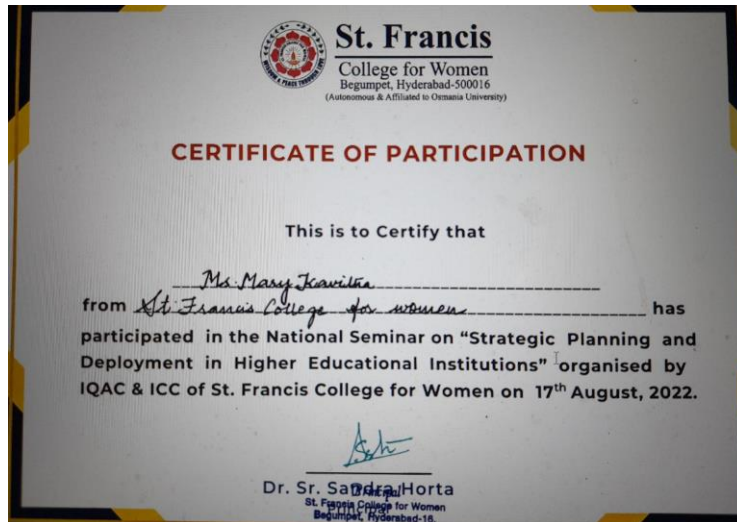 St. Francis
College for Women
Begumpet, Hyderabad-500016
(Autonomous & Affiliated to Osmania University)
CERTIFICATE OF PARTICIPATION
This is to Certify that
Ms. Mary Kavitha
from St. Francis College for women has
participated in the National Seminar on “Strategic Planning and
Deployment in Higher Educational Institutions” organised by
IQAC & ICC of St. Francis College for Women on 17th August, 2022.
Dr. Sr. Sandra Horta
Principal
Principal
St. Francis College for Women
Begumpet, Hyderabad-16.